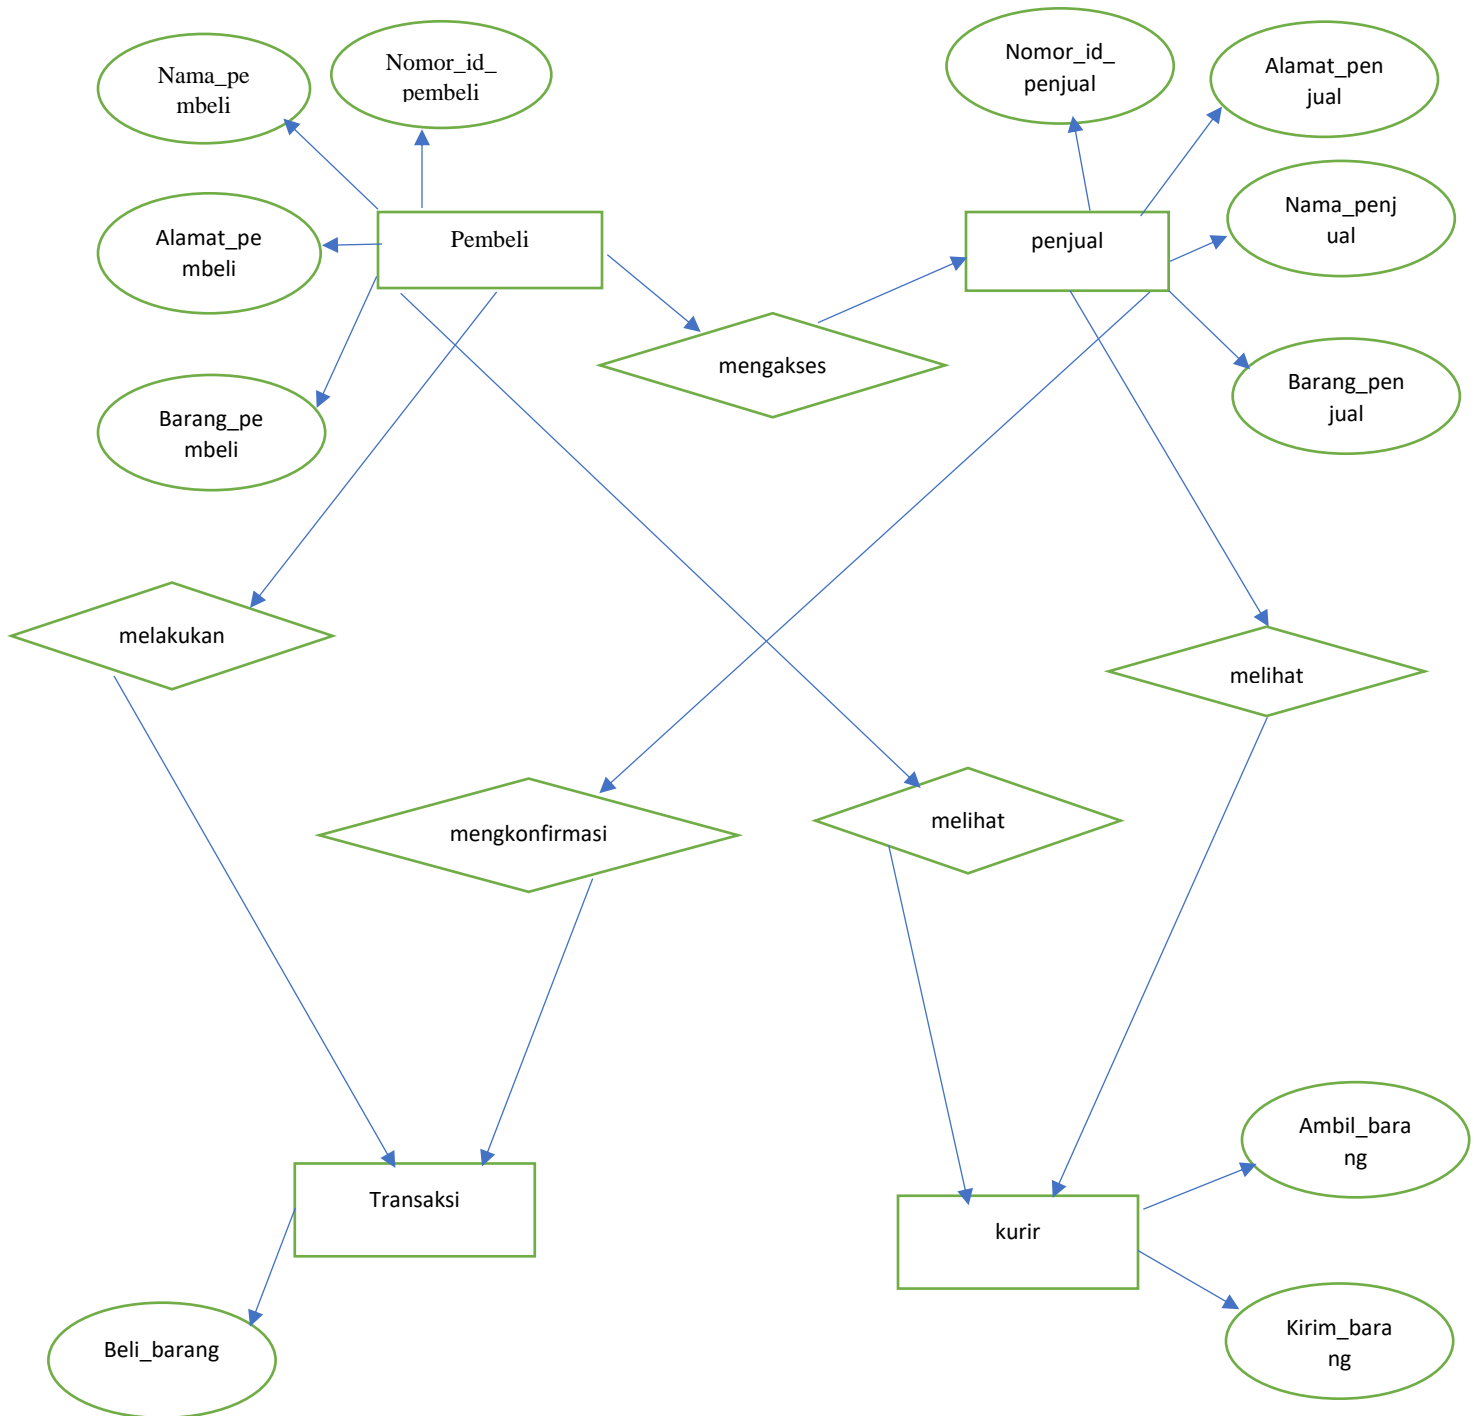 Nama_pe
mbeli
Nomor_id_
pembeli
Nomor_id_
penjual
Alamat_pen
jual
Alamat_pe
mbeli
Pembeli
penjual
Nama_penj
ual
mengakses
Barang_pe
mbeli
Barang_pen
jual
melakukan
melihat
mengkonfirmasi
melihat
Transaksi
kurir
Ambil_bara
ng
Beli_barang
Kirim_bara
ng